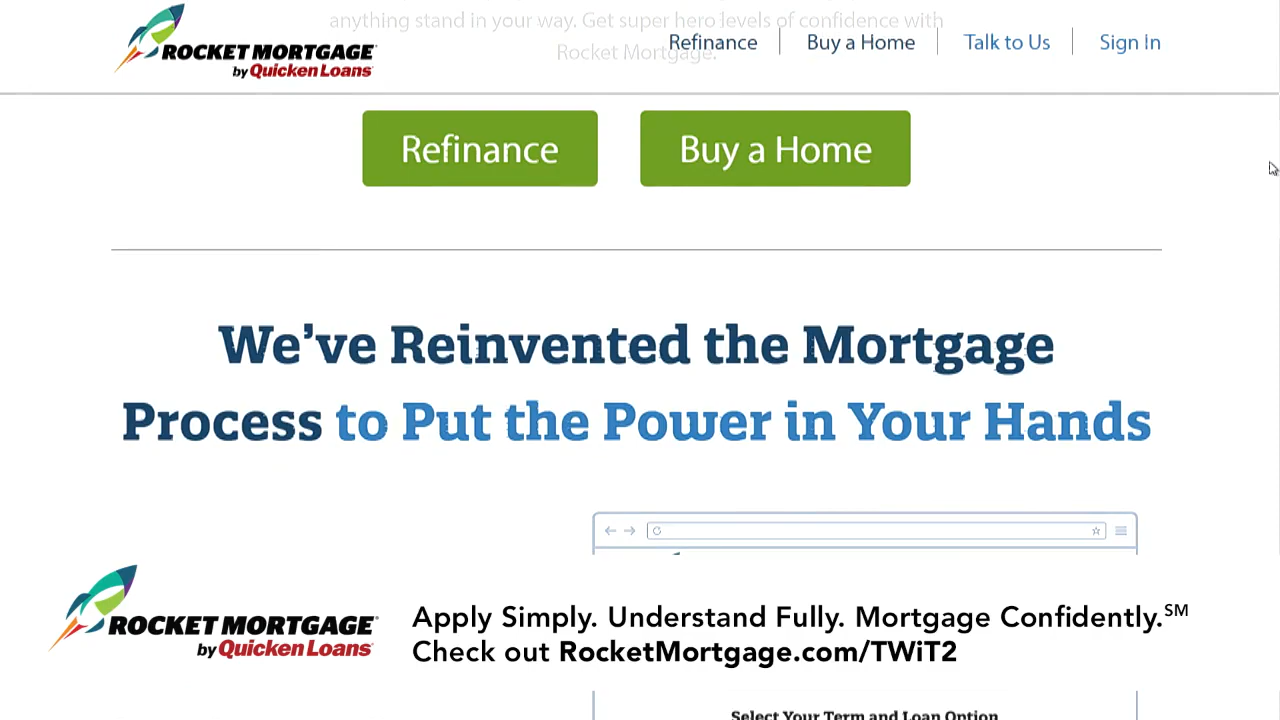 anything stand in your way. Get super hero levels of confidence with
Rocket Mortgage.
ROCKET MORTGAGE
by Quicken Loans
Refinance
Buy a Home
Talk to Us
Sign In
Refinance
Buy a Home
We've Reinvented the Mortgage
Process to Put the Power in Your Hands
ROCKET MORTGAGE
by Quicken Loans
Apply Simply. Understand Fully. Mortgage Confidently.SM
Check out RocketMortgage.com/TWiT2
Select Your Term and Loan Option